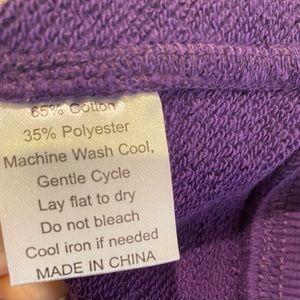 65% Cotton
35% Polyester
Machine Wash Cool,
Gentle Cycle
Lay flat to dry
Do not bleach
Cool iron if needed
MADE IN CHINA